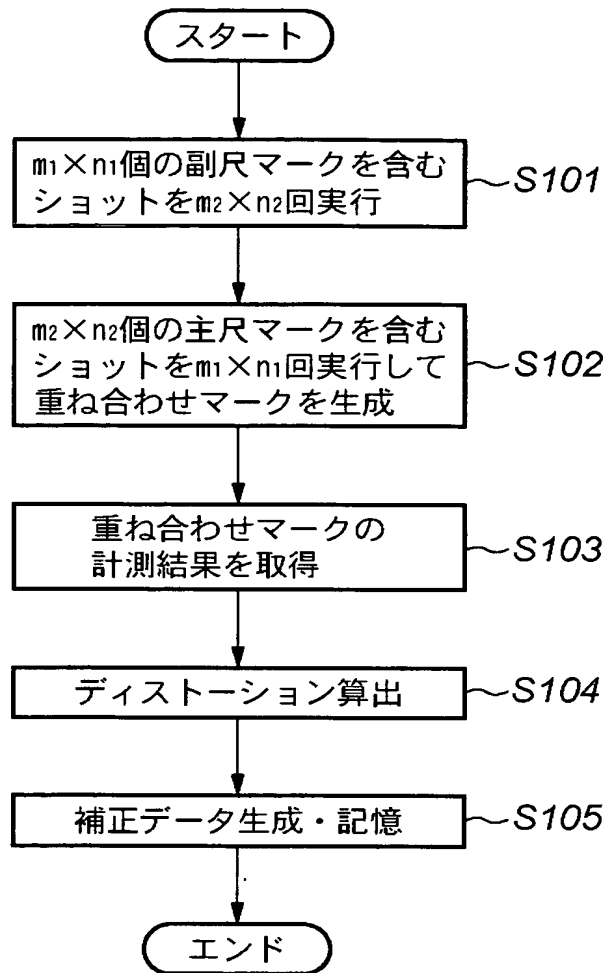 スタート
m₁×n₁個の副尺マークを含む
ショットをm₂×n₂回実行
S101
m₂×n₂個の主尺マークを含む
ショットをm₁×n₁回実行して
重ね合わせマークを生成
S102
重ね合わせマークの
計測結果を取得
S103
ディストーション算出
S104
補正データ生成・記憶
S105
エンド